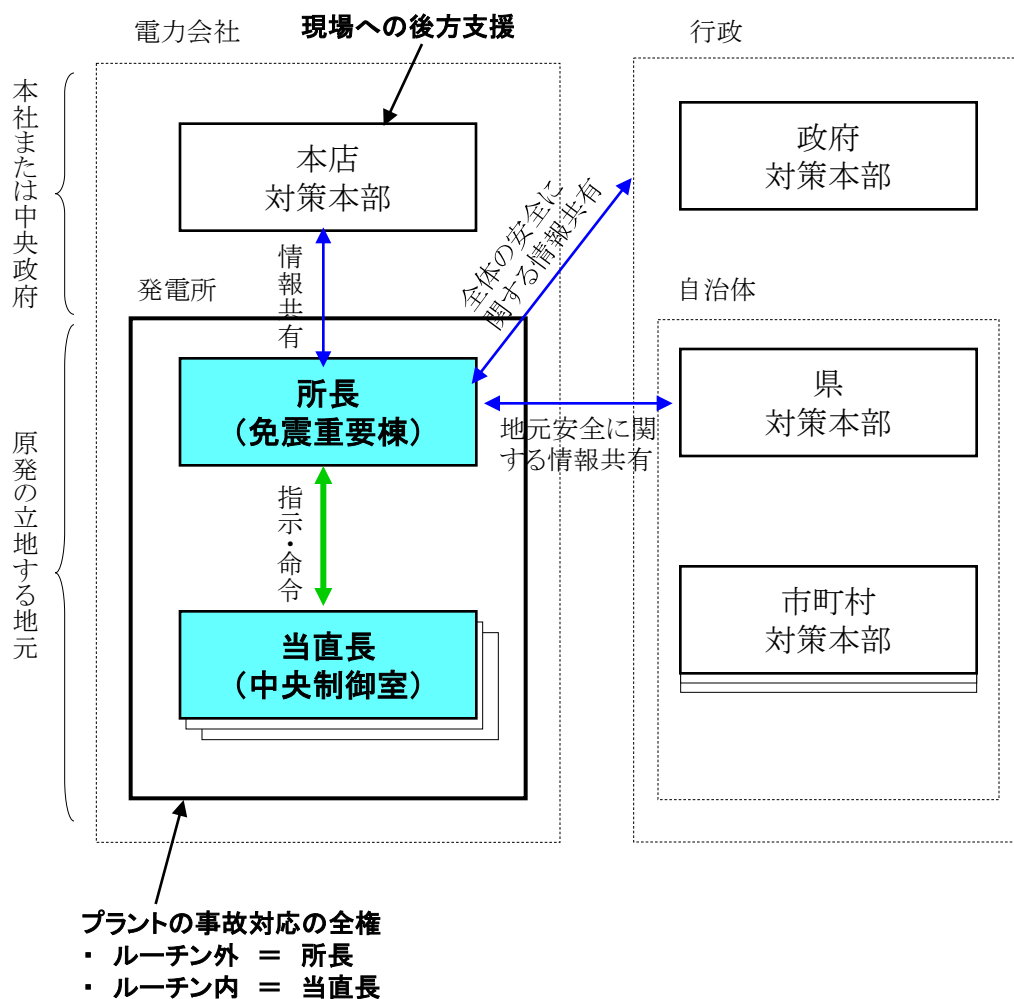 電力会社
現場への後方支援
行政
本社または中央政府
本店
対策本部
政府
対策本部
情報共有
全体の安全に
関する情報共有
発電所
自治体
所長
(免震重要棟)
県
対策本部
地元安全に関
する情報共有
原発の立地する地元
指示・命令
当直長
(中央制御室)
市町村
対策本部
プラントの事故対応の全権
・ ルーチン外 = 所長
・ ルーチン内 = 当直長